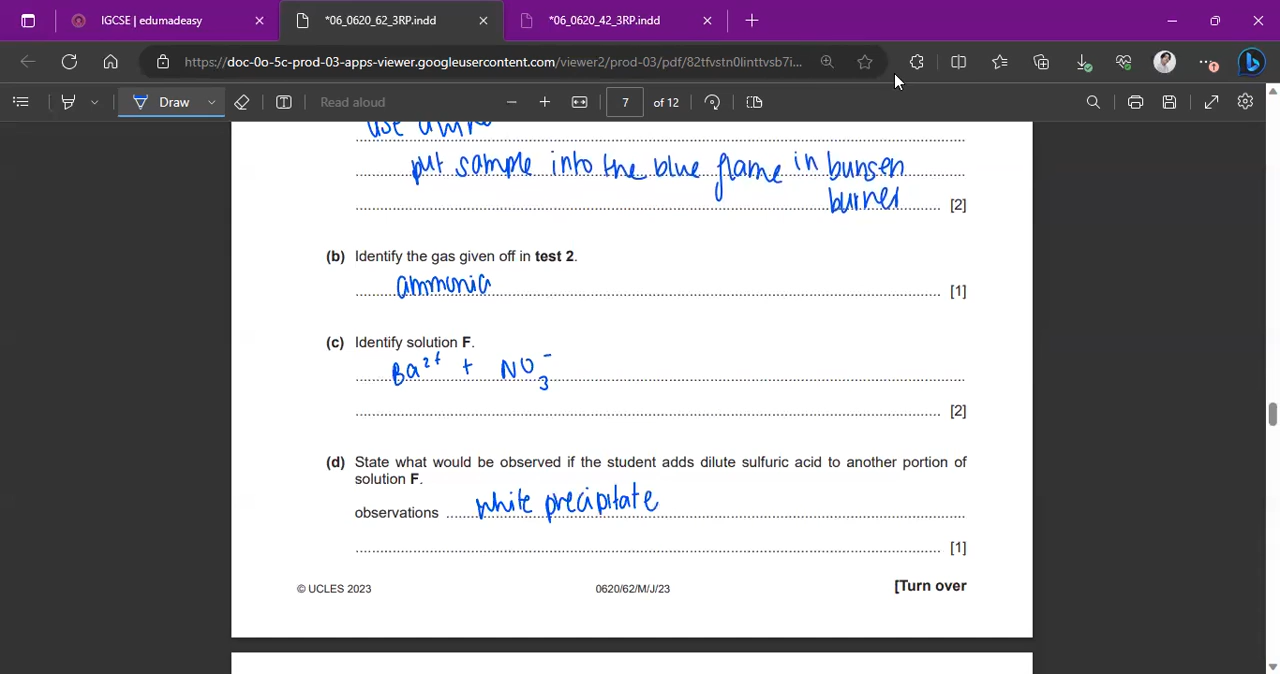 IGCSE | edumadeasy
*06_0620_62_3RP.indd
*06_0620_42_3RP.indd
https://doc-0o-5c-prod-03-apps-viewer.googleusercontent.com/viewer2/prod-03/pdf/82tfvstn0linttvsb7i...
Draw
Read aloud
7 of 12
use
put sample into the blue flame in bunsen
burner
[2]
(b) Identify the gas given off in test 2.
ammonia
[1]
(c) Identify solution F.
Ba²⁺ + NO₃⁻
[2]
(d) State what would be observed if the student adds dilute sulfuric acid to another portion of
solution F.
observations white precipitate
[1]
© UCLES 2023 0620/62/M/J/23 [Turn over